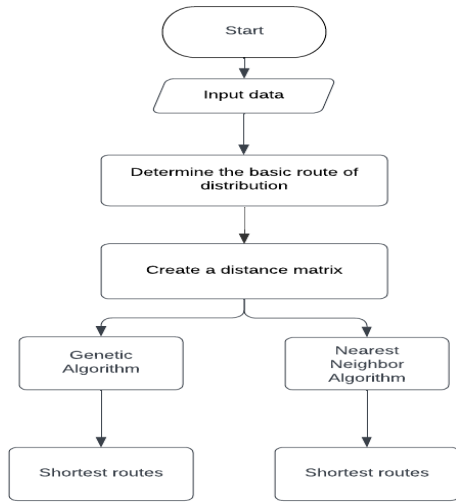 Start
Input data
Determine the basic route of
distribution
Create a distance matrix
Genetic
Algorithm
Nearest
Neighbor
Algorithm
Shortest routes
Shortest routes